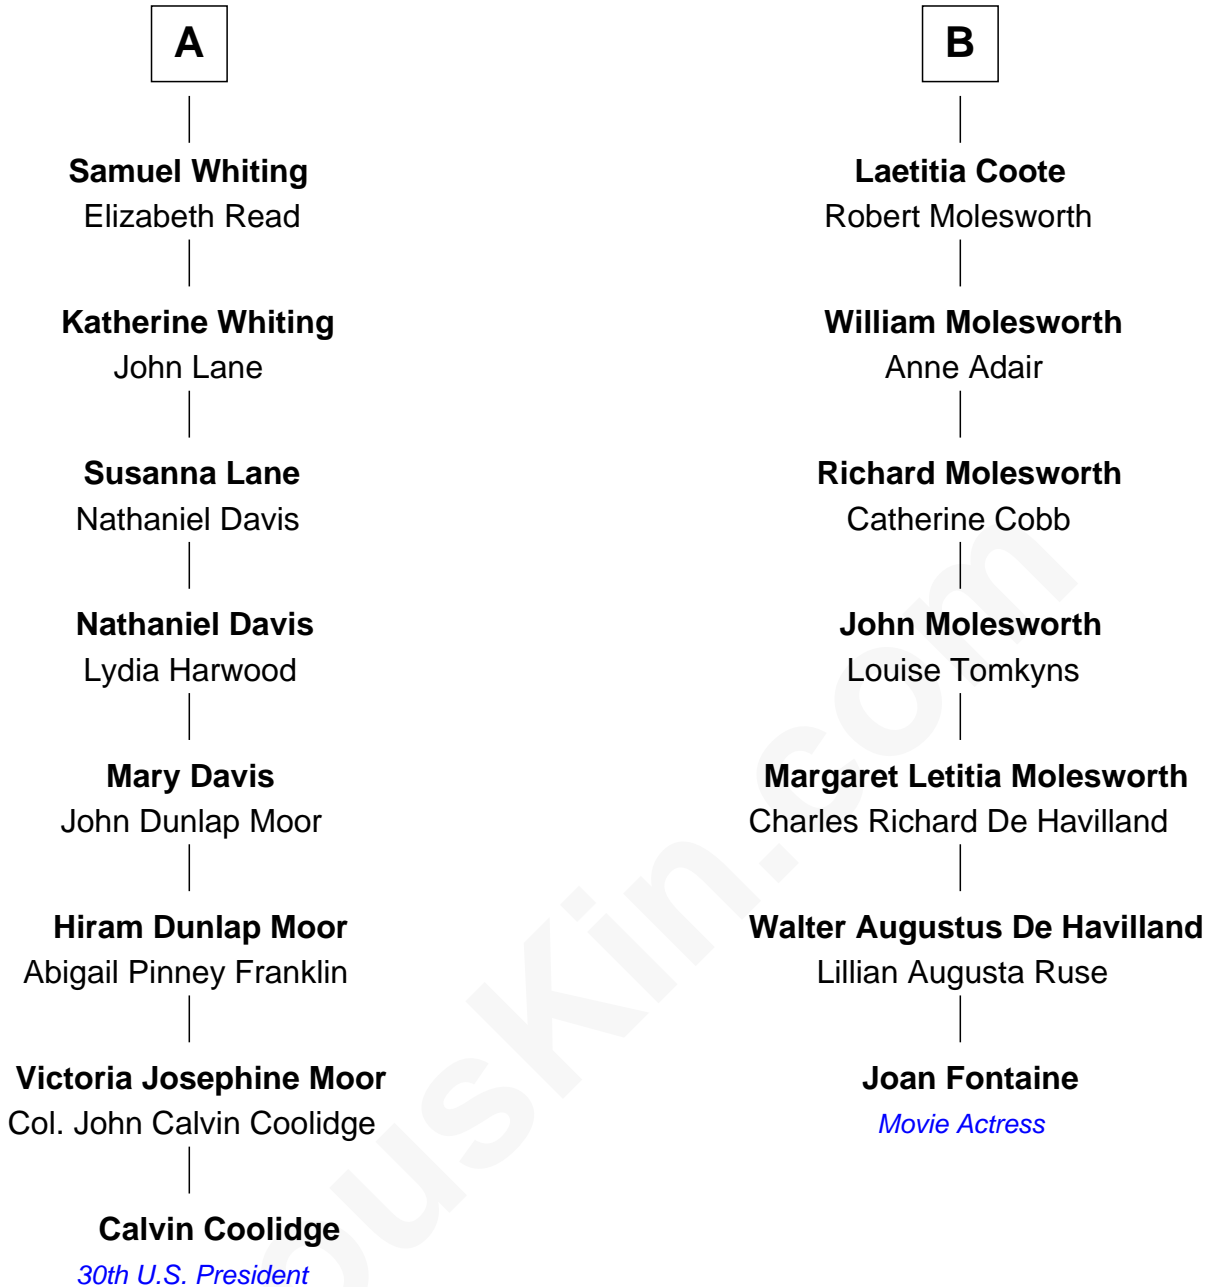 A
Samuel Whiting
Elizabeth Read
Katherine Whiting
John Lane
Susanna Lane
Nathaniel Davis
Nathaniel Davis
Lydia Harwood
Mary Davis
John Dunlap Moor
Hiram Dunlap Moor
Abigail Pinney Franklin
Victoria Josephine Moor
Col. John Calvin Coolidge
Calvin Coolidge
30th U.S. President
B
Laetitia Coote
Robert Molesworth
William Molesworth
Anne Adair
Richard Molesworth
Catherine Cobb
John Molesworth
Louise Tomkyns
Margaret Letitia Molesworth
Charles Richard De Havilland
Walter Augustus De Havilland
Lillian Augusta Ruse
Joan Fontaine
Movie Actress
ousKin.com